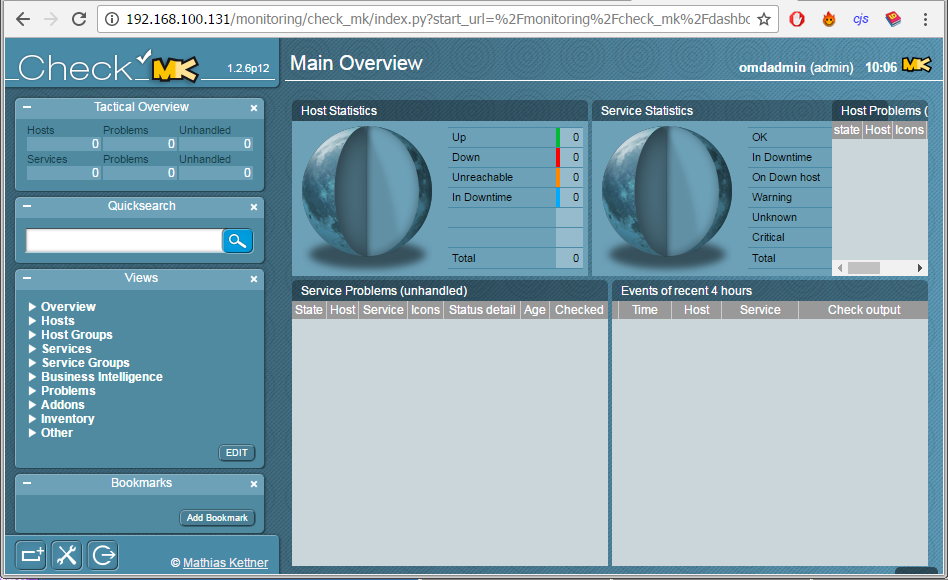 192.168.100.131/monitoring/check_mk/index.py?start_url=%2Fmonitoring%2Fcheck_mk%2Fdashbo
cjs
Check MK 1.2.6p12
Main Overview
omdadmin (admin) 10:06 MK
Tactical Overview
Hosts Problems Unhandled
0 0 0
Services Problems Unhandled
0 0 0
Quicksearch
Views
Overview
Hosts
Host Groups
Services
Service Groups
Business Intelligence
Problems
Addons
Inventory
Other
EDIT
Bookmarks
Add Bookmark
© Mathias Kettner
Host Statistics
Up 0
Down 0
Unreachable 0
In Downtime 0
Total 0
Service Statistics
OK
In Downtime
On Down host
Warning
Unknown
Critical
Total
Host Problems (
state Host Icons
Service Problems (unhandled)
State Host Service Icons Status detail Age Checked
Events of recent 4 hours
Time Host Service Check output